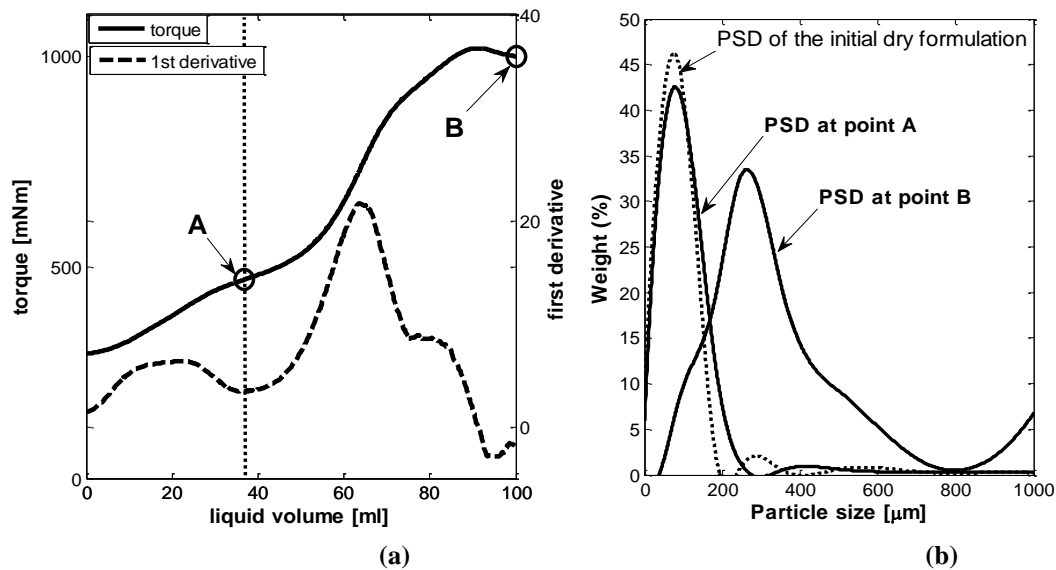 torque
1st derivative
A
B
1000
500
0
40
20
0
torque [mNm]
first derivative
0 20 40 60 80 100
liquid volume [ml]
(a)
PSD of the initial dry formulation
PSD at point A
PSD at point B
50
45
40
35
30
25
20
15
10
5
0
Weight (%)
0 200 400 600 800 1000
Particle size [μm]
(b)